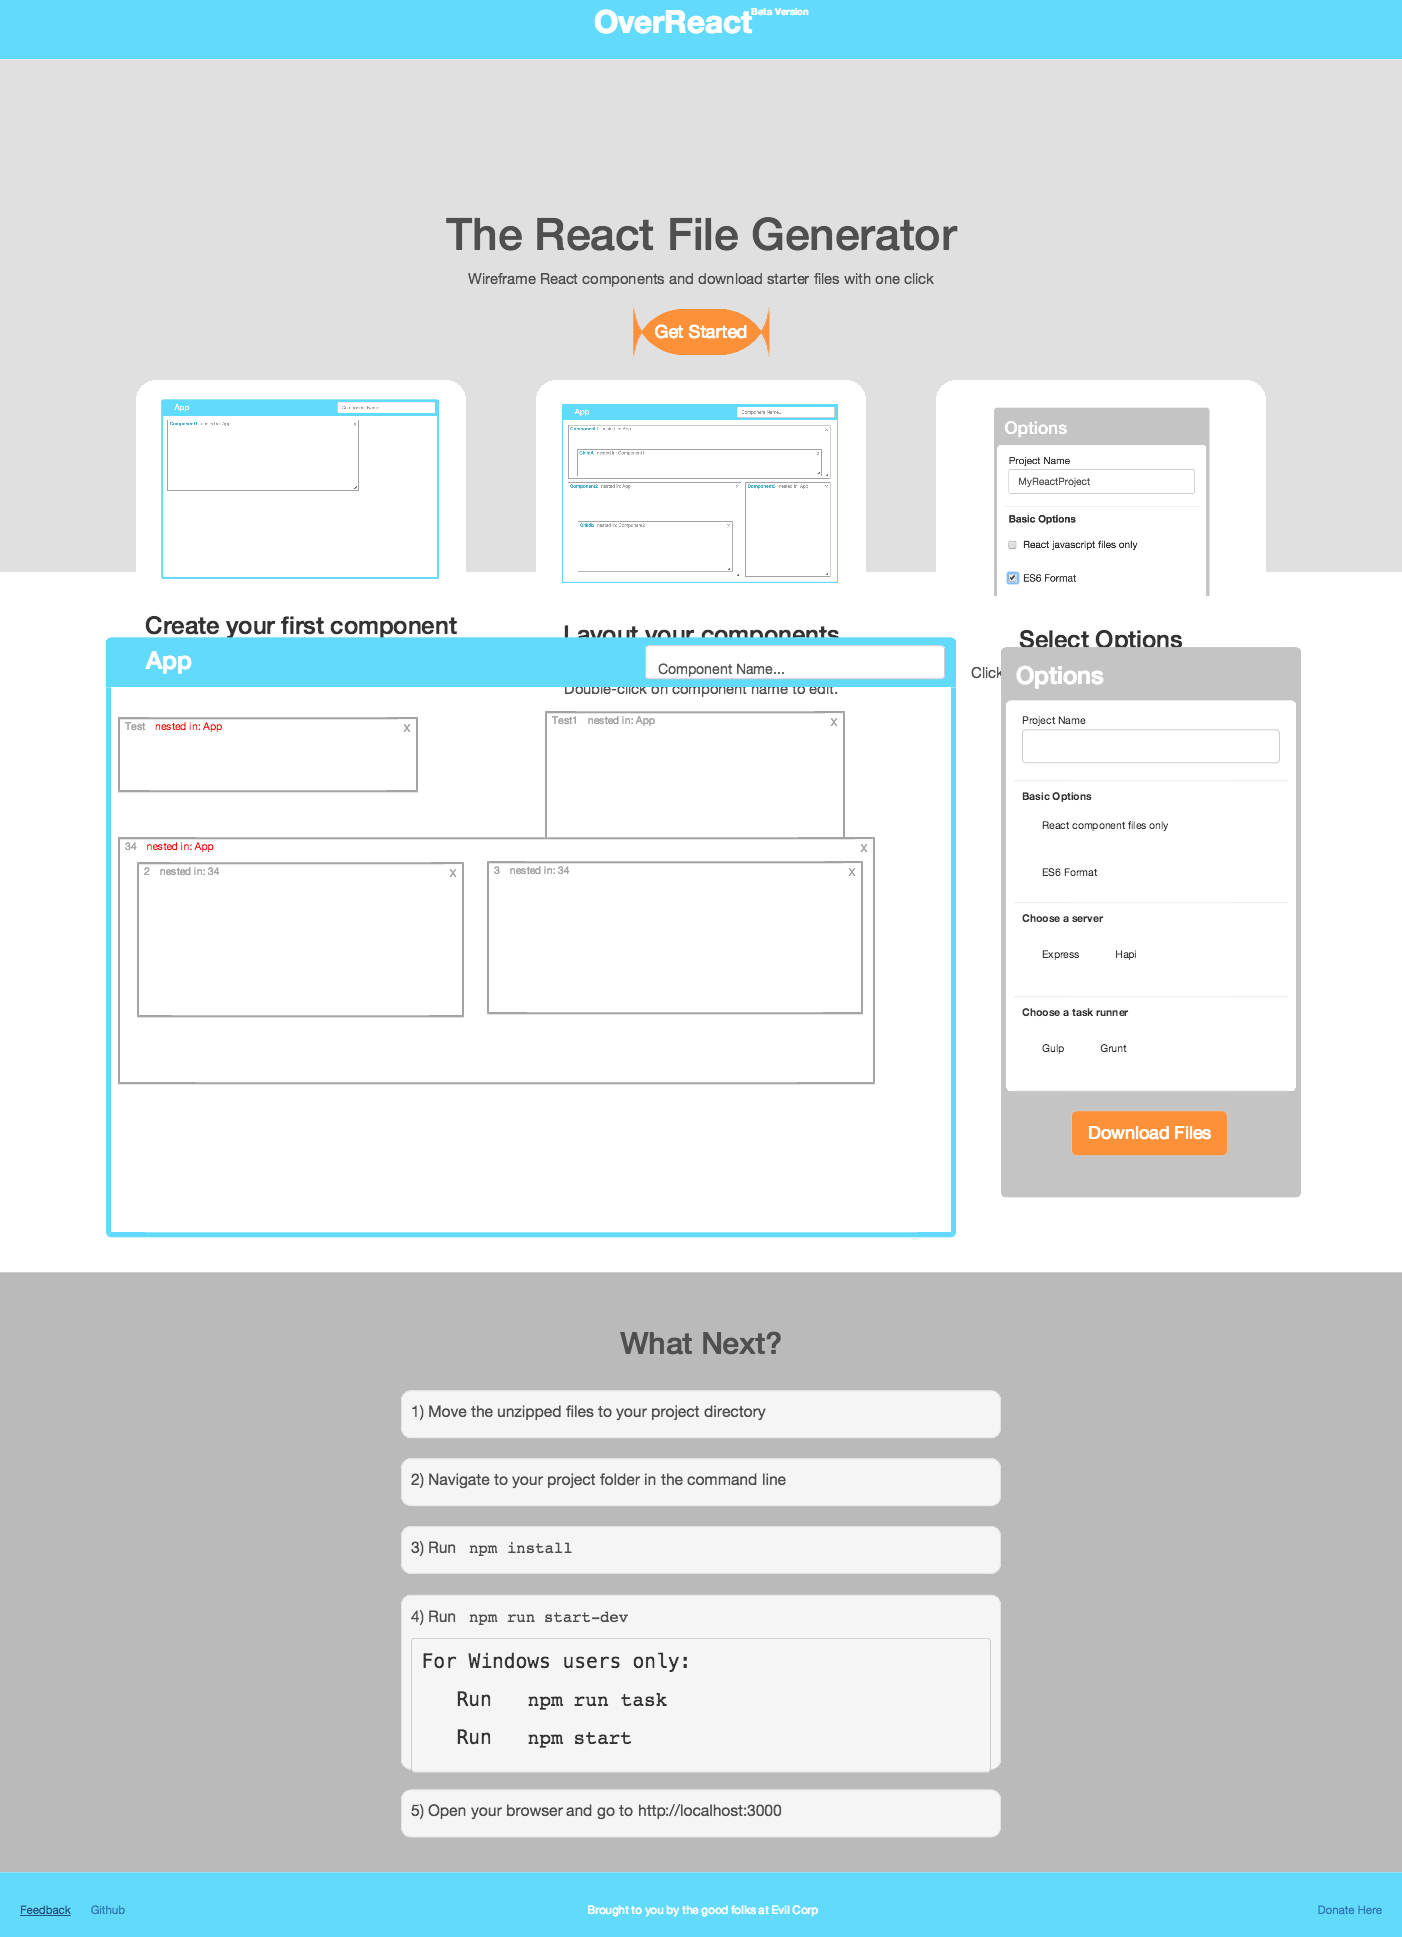 OverReact Beta Version
The React File Generator
Wireframe React components and download starter files with one click
Get Started
App
Component Name...
Component1 nested in: App
x
App
Component Name...
Component1 nested in: App
x
ChildA nested in: Component1
x
Component2 nested in: App
x
Component3 nested in: App
x
ChildB nested in: Component2
x
Options
Project Name
MyReactProject
Basic Options
React javascript files only
ES6 Format
Create your first component
Layout your components
Double-click on component name to edit.
Select Options
Click
App
Component Name...
Test nested in: App
x
Test1 nested in: App
x
34 nested in: App
x
2 nested in: 34
x
3 nested in: 34
x
Options
Project Name
Basic Options
React component files only
ES6 Format
Choose a server
Express Hapi
Choose a task runner
Gulp Grunt
Download Files
What Next?
1) Move the unzipped files to your project directory
2) Navigate to your project folder in the command line
3) Run npm install
4) Run npm run start-dev
For Windows users only:
Run npm run task
Run npm start
5) Open your browser and go to http://localhost:3000
Feedback Github
Brought to you by the good folks at Evil Corp
Donate Here